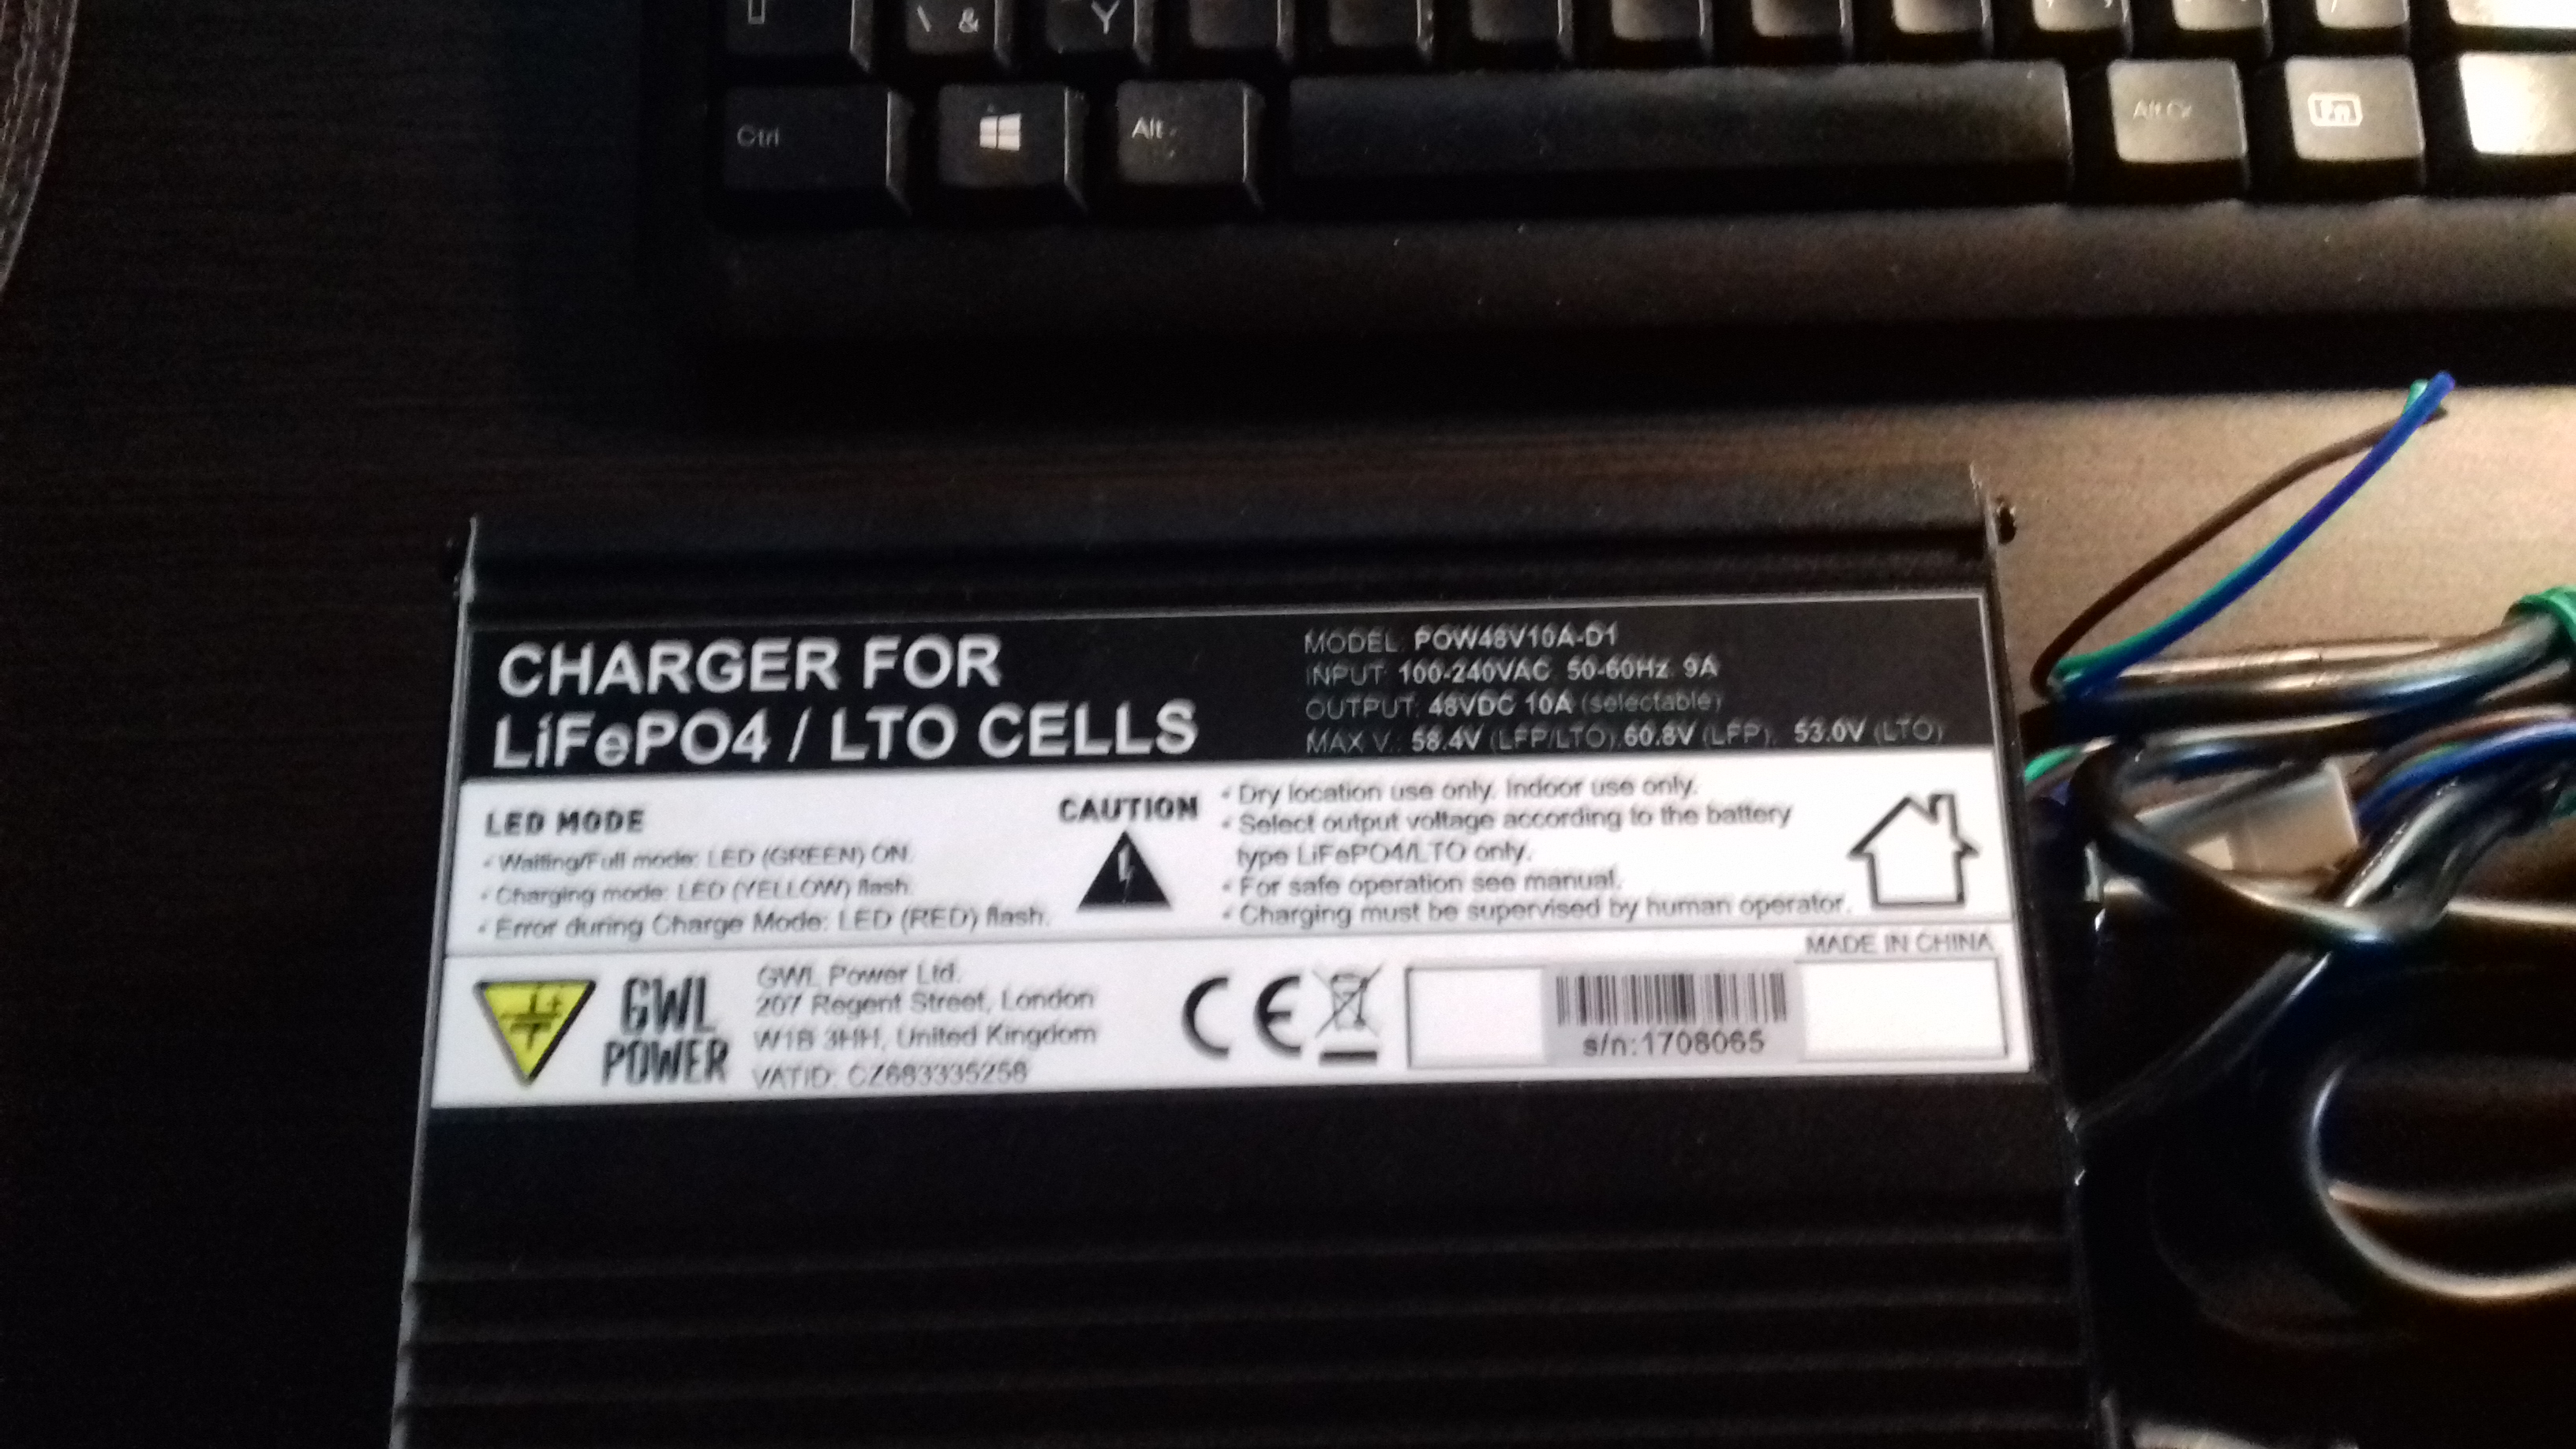 \ &
Y
Ctrl
Alt
Alt Gr
Fn
CHARGER FOR
LiFePO4 / LTO CELLS
MODEL: POW48V10A-D1
INPUT: 100-240VAC 50-60Hz 9A
OUTPUT: 48VDC 10A (selectable)
MAX V.: 58.4V (LFP/LTO), 60.8V (LFP), 53.0V (LTO)
LED MODE
• Waiting/Full mode: LED (GREEN) ON.
• Charging mode: LED (YELLOW) flash.
• Error during Charge Mode: LED (RED) flash.
CAUTION
• Dry location use only. Indoor use only.
• Select output voltage according to the battery
type LiFePO4/LTO only.
• For safe operation see manual.
• Charging must be supervised by human operator.
GWL
POWER
GWL Power Ltd.
207 Regent Street, London
W1B 3HH, United Kingdom
VATID: CZ683335258
CE
MADE IN CHINA
s/n:1708065